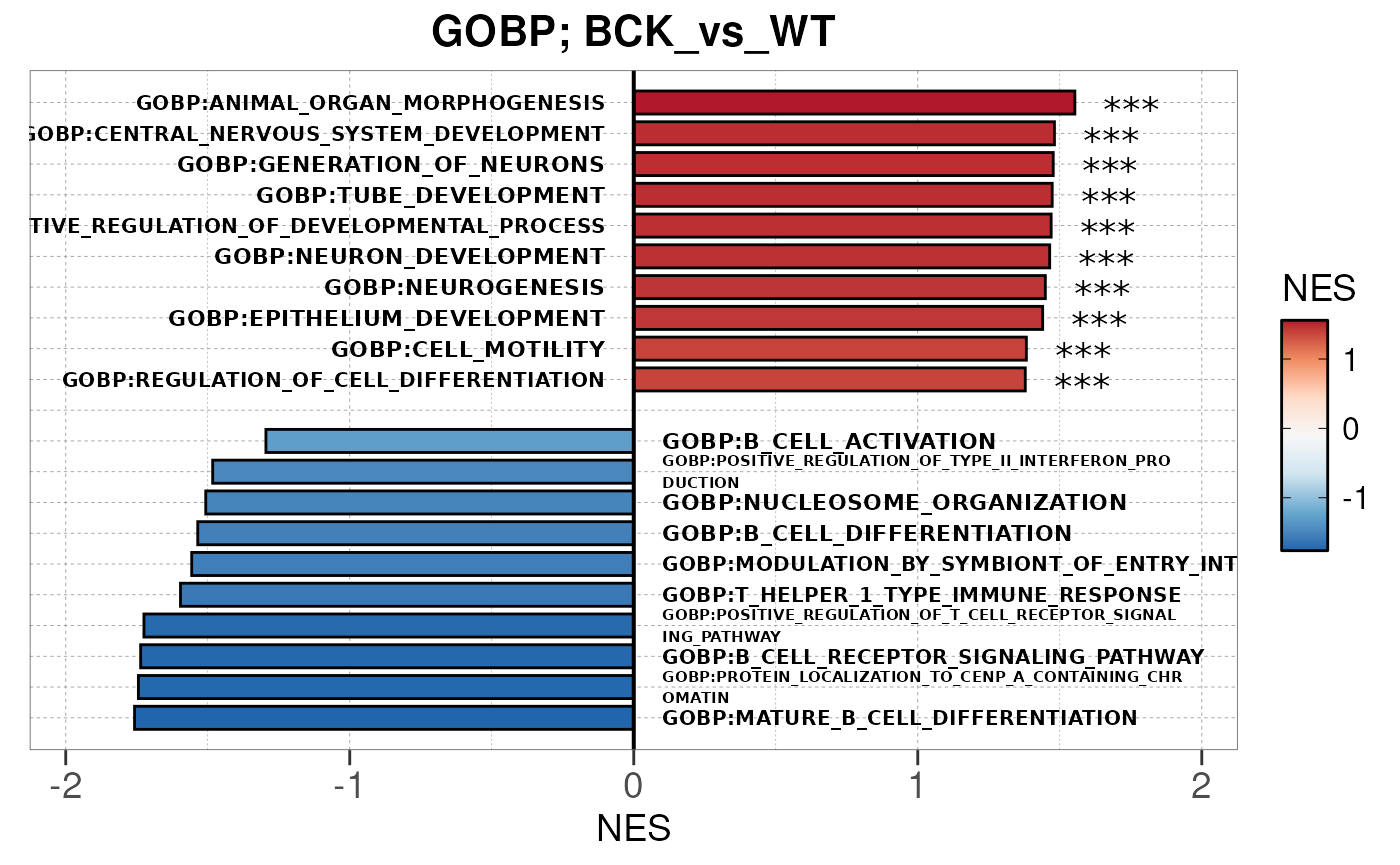 GOBP; BCK_vs_WT
GOBP:ANIMAL_ORGAN_MORPHOGENESIS ***
GOBP:CENTRAL_NERVOUS_SYSTEM_DEVELOPMENT ***
GOBP:GENERATION_OF_NEURONS ***
GOBP:TUBE_DEVELOPMENT ***
TIVE_REGULATION_OF_DEVELOPMENTAL_PROCESS ***
GOBP:NEURON_DEVELOPMENT ***
GOBP:NEUROGENESIS ***
GOBP:EPITHELIUM_DEVELOPMENT ***
GOBP:CELL_MOTILITY ***
GOBP:REGULATION_OF_CELL_DIFFERENTIATION ***
GOBP:B_CELL_ACTIVATION
GOBP:POSITIVE_REGULATION_OF_TYPE_II_INTERFERON_PRO
DUCTION
GOBP:NUCLEOSOME_ORGANIZATION
GOBP:B_CELL_DIFFERENTIATION
GOBP:MODULATION_BY_SYMBIONT_OF_ENTRY_INT
GOBP:T_HELPER_1_TYPE_IMMUNE_RESPONSE
GOBP:POSITIVE_REGULATION_OF_T_CELL_RECEPTOR_SIGNAL
ING_PATHWAY
GOBP:B_CELL_RECEPTOR_SIGNALING_PATHWAY
GOBP:PROTEIN_LOCALIZATION_TO_CENP_A_CONTAINING_CHR
OMATIN
GOBP:MATURE_B_CELL_DIFFERENTIATION
-2 -1 0 1 2
NES
NES
1
0
-1